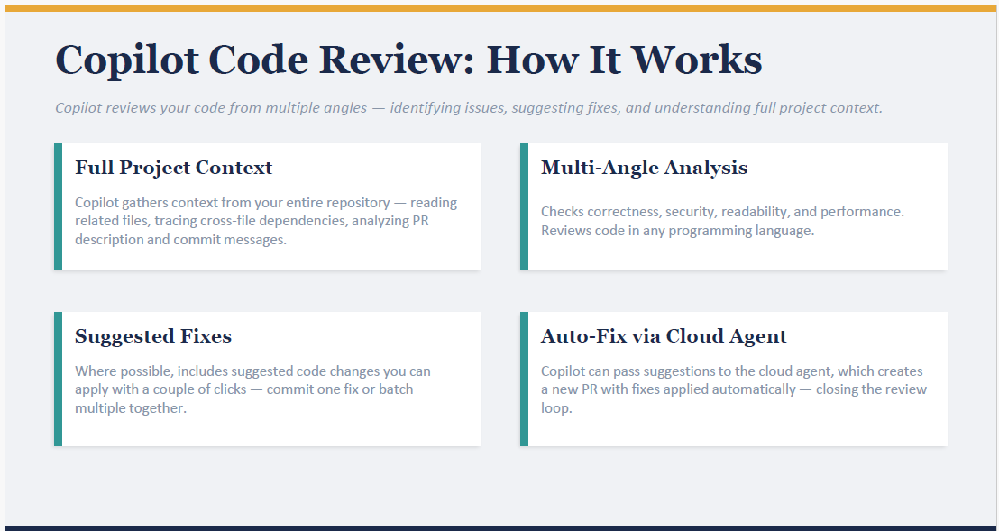 Copilot Code Review: How It Works
Copilot reviews your code from multiple angles — identifying issues, suggesting fixes, and understanding full project context.
Full Project Context
Copilot gathers context from your entire repository — reading
related files, tracing cross-file dependencies, analyzing PR
description and commit messages.
Multi-Angle Analysis
Checks correctness, security, readability, and performance.
Reviews code in any programming language.
Suggested Fixes
Where possible, includes suggested code changes you can
apply with a couple of clicks — commit one fix or batch
multiple together.
Auto-Fix via Cloud Agent
Copilot can pass suggestions to the cloud agent, which creates
a new PR with fixes applied automatically — closing the review
loop.